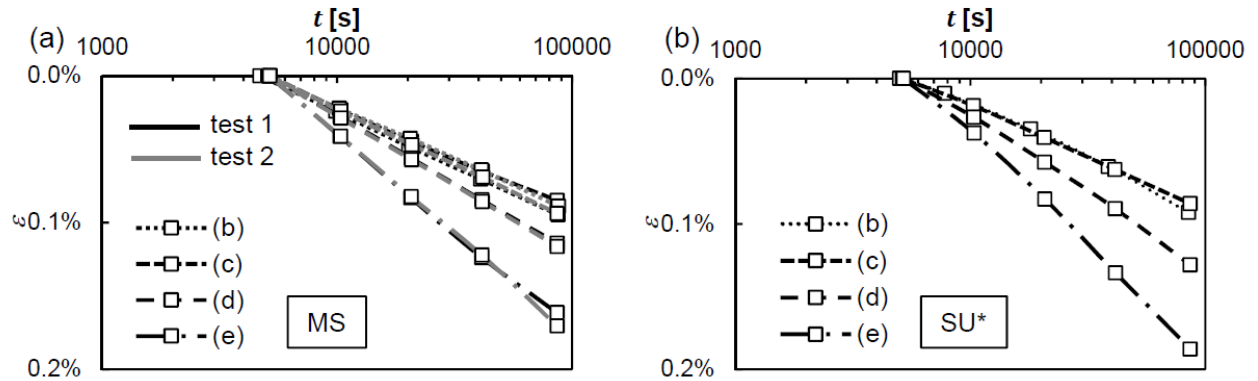 (a)
t [s]
1000 10000 100000
0.0%
test 1
test 2
ε
0.1%
(b)
(c)
(d)
(e)
MS
0.2%
(b)
t [s]
1000 10000 100000
0.0%
ε
0.1%
(b)
(c)
(d)
(e)
SU*
0.2%